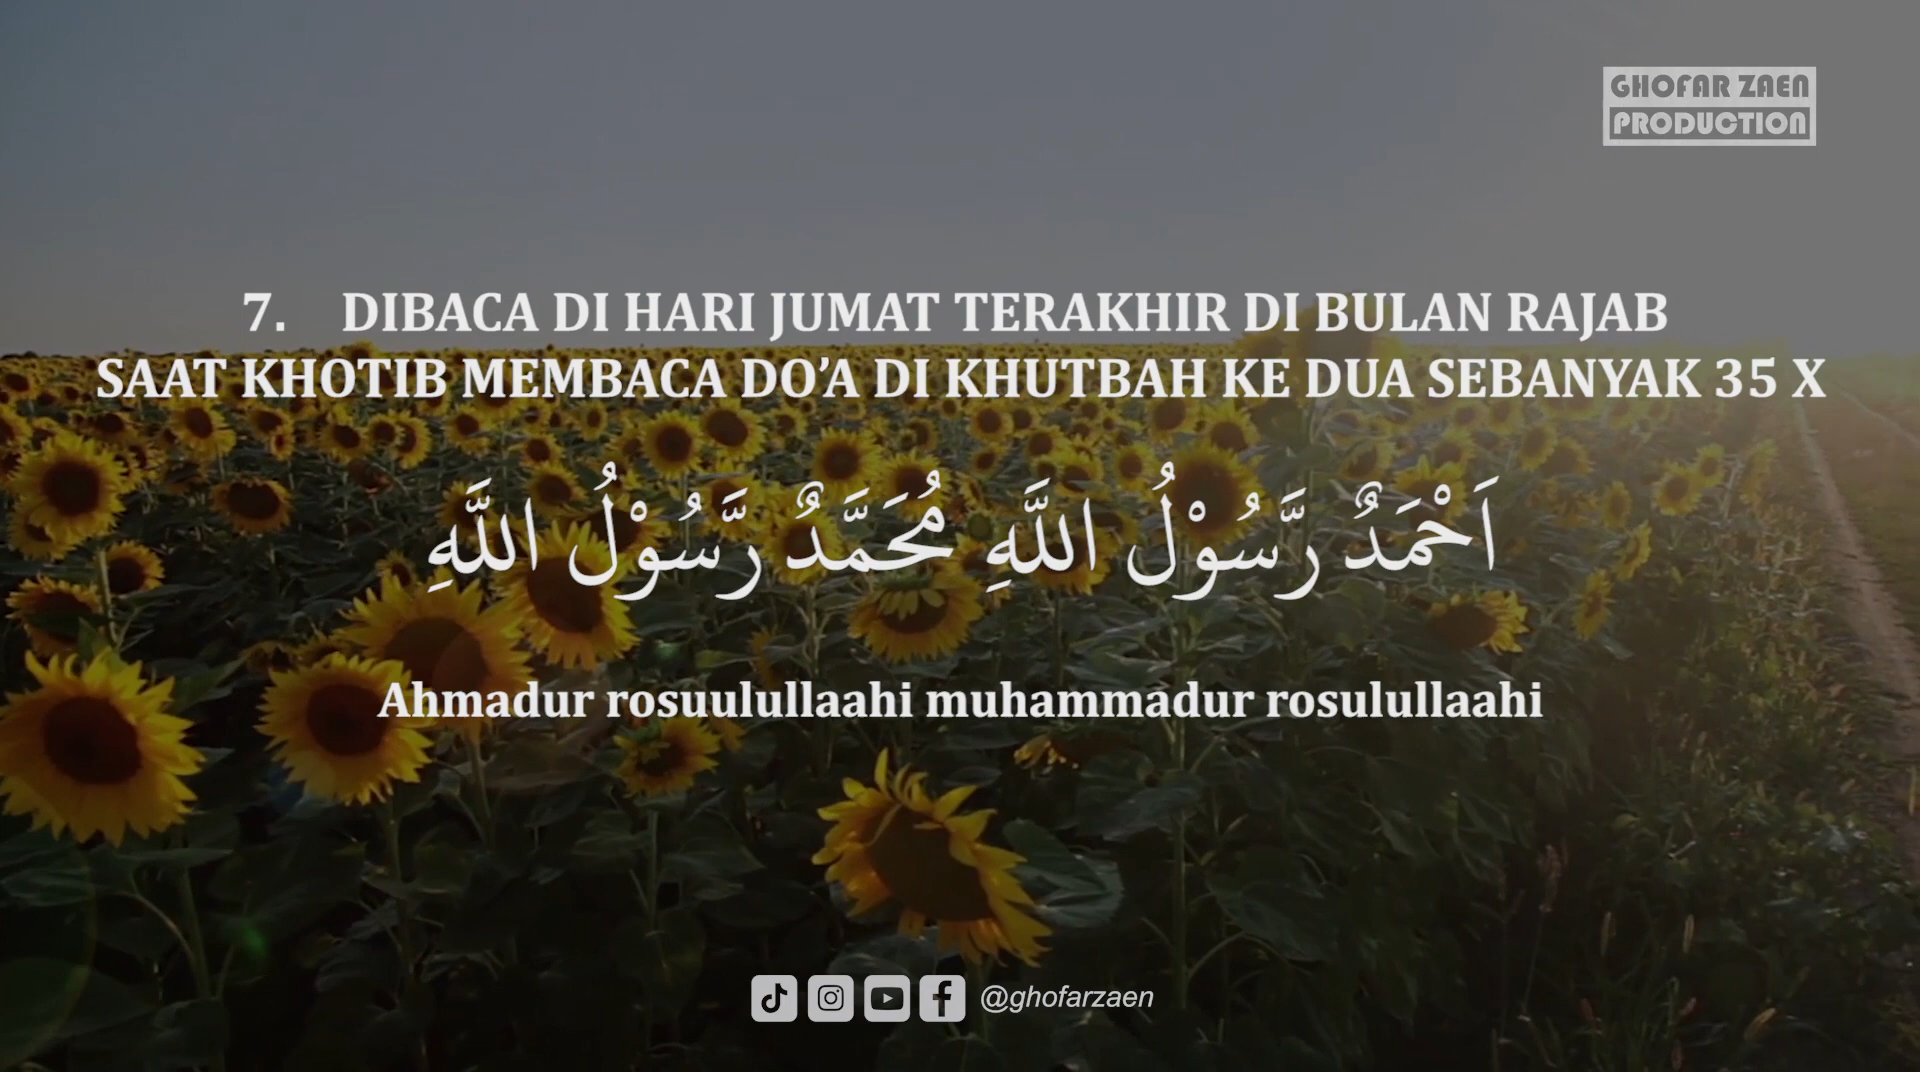 GHOFAR ZAEN
PRODUCTION
7. DIBACA DI HARI JUMAT TERAKHIR DI BULAN RAJAB
SAAT KHOTIB MEMBACA DO’A DI KHUTBAH KE DUA SEBANYAK 35 X
اَحْمَدٌ رَّسُوْلُ اللَّهِ مُحَمَّدٌ رَّسُوْلُ اللَّهِ
Ahmadur rosuulullaahi muhammadur rosulullaahi
@ghofarzaen